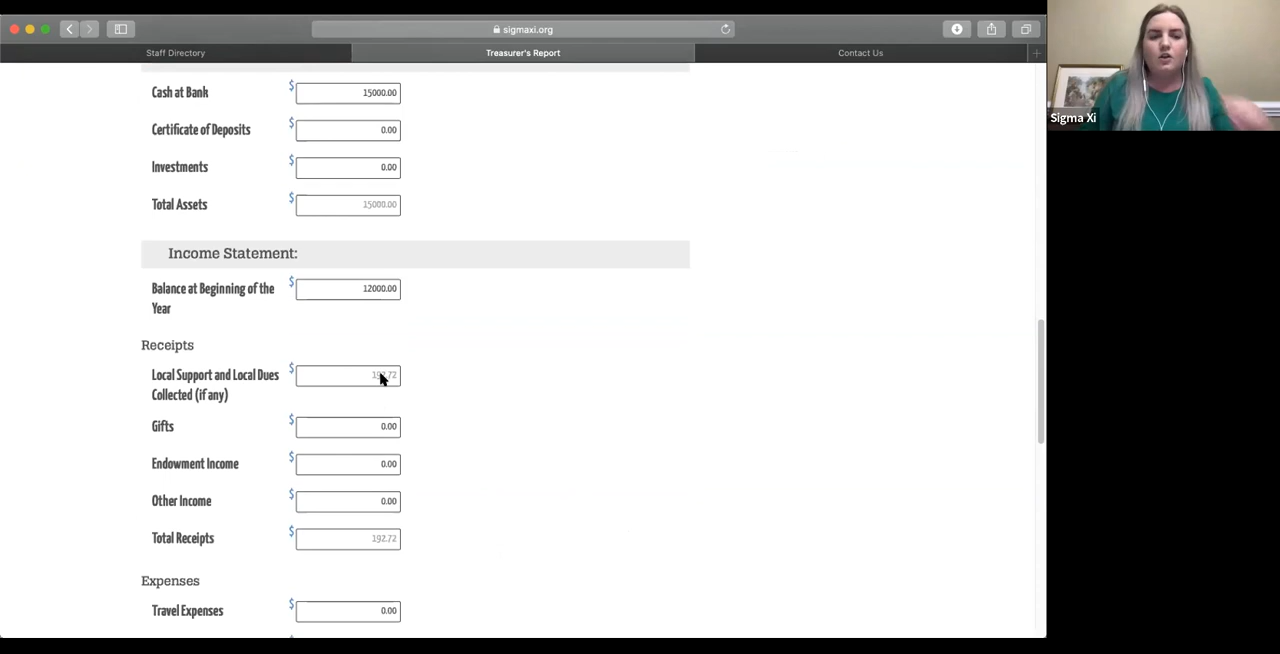 sigmaxi.org
Staff Directory
Treasurer's Report
Contact Us
Sigma Xi
Cash at Bank $ 15000.00
Certificate of Deposits $ 0.00
Investments $ 0.00
Total Assets $ 15000.00
Income Statement:
Balance at Beginning of the $ 12000.00
Year
Receipts
Local Support and Local Dues $
Collected (if any)
Gifts $ 0.00
Endowment Income $ 0.00
Other Income $ 0.00
Total Receipts $ 192.72
Expenses
Travel Expenses $ 0.00